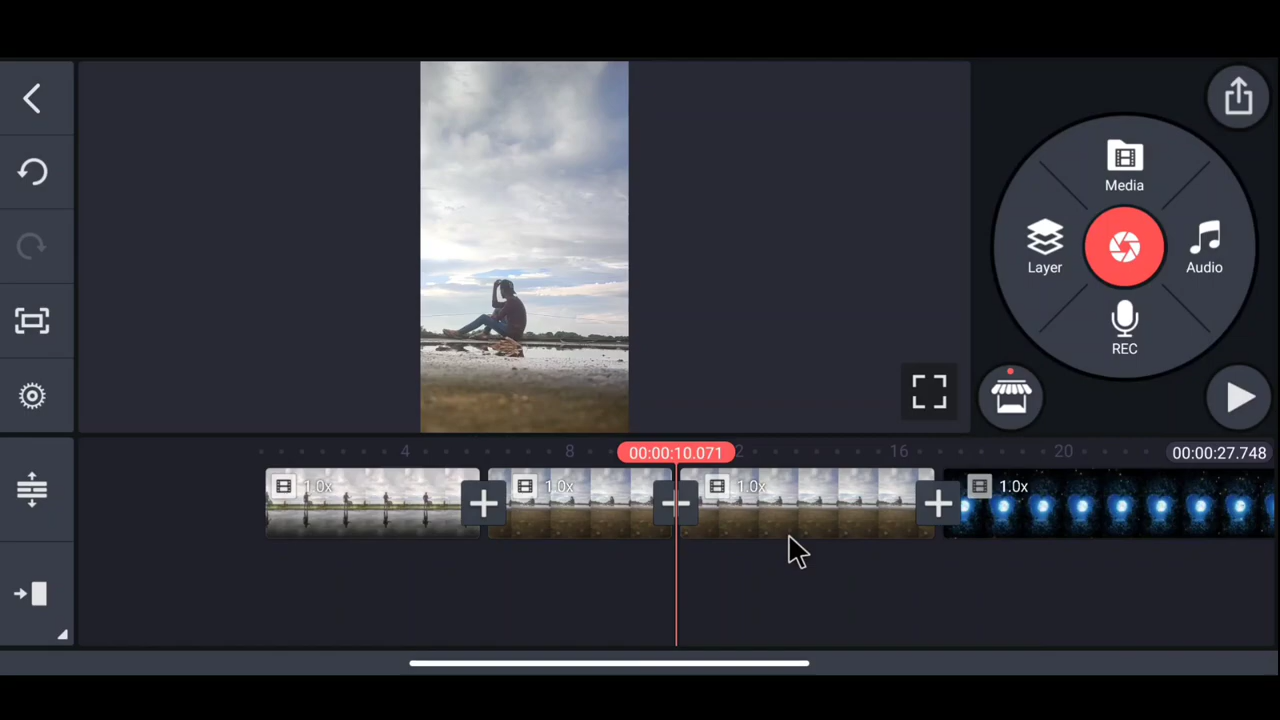 Media
Layer
Audio
REC
4
8
00:00:10.071
2
16
20
00:00:27.748
1.0x
1.0x
1.0x
1.0x